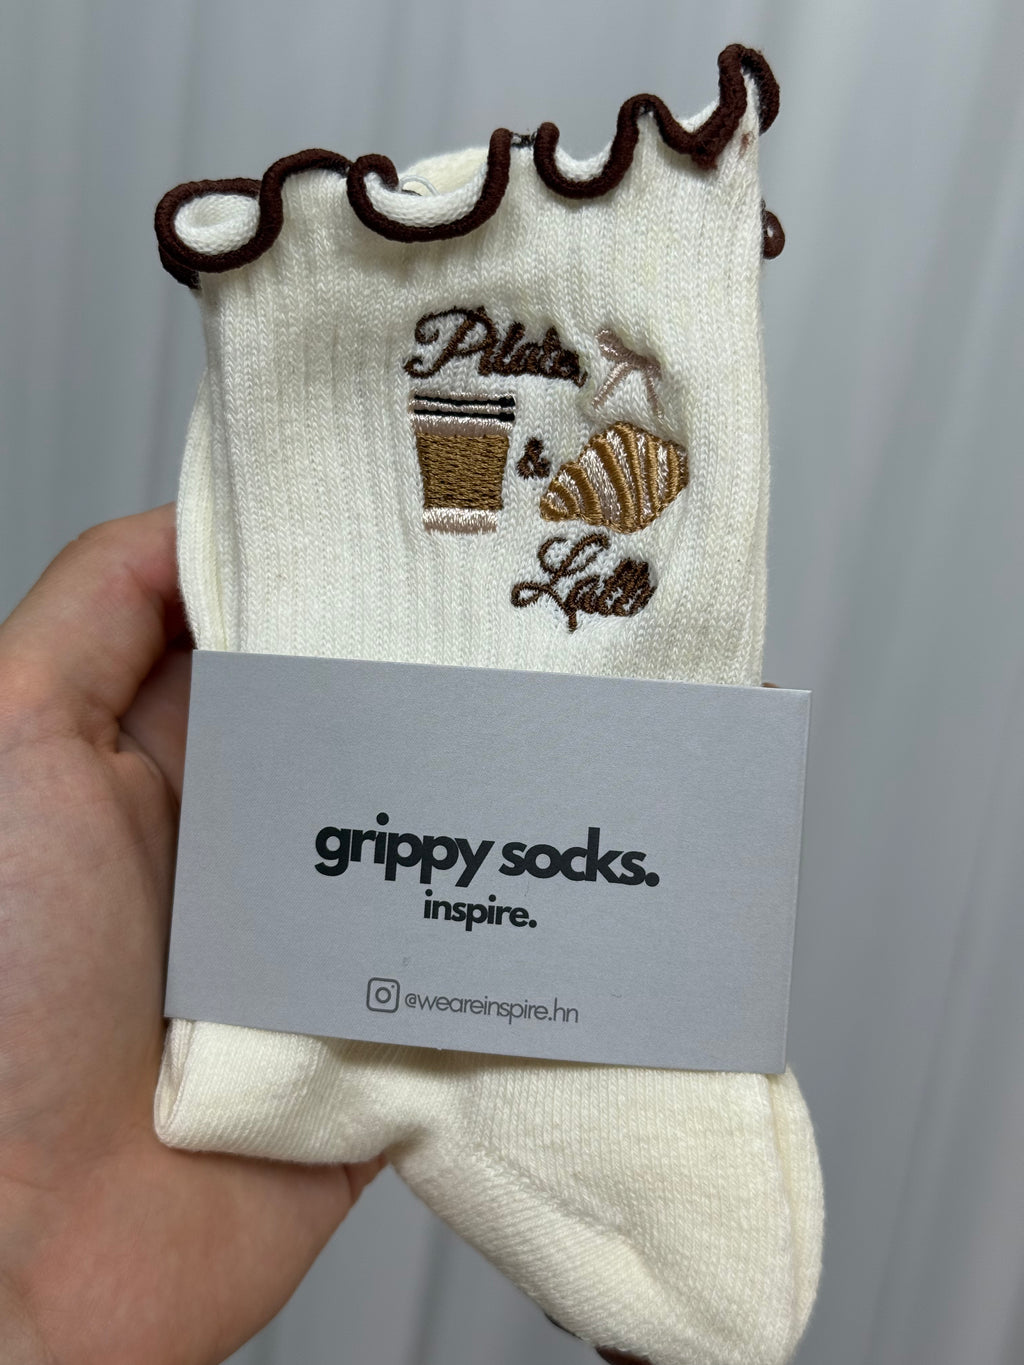 Pilates
&
Latte
grippy socks.
inspire.
@weareinspire.hn